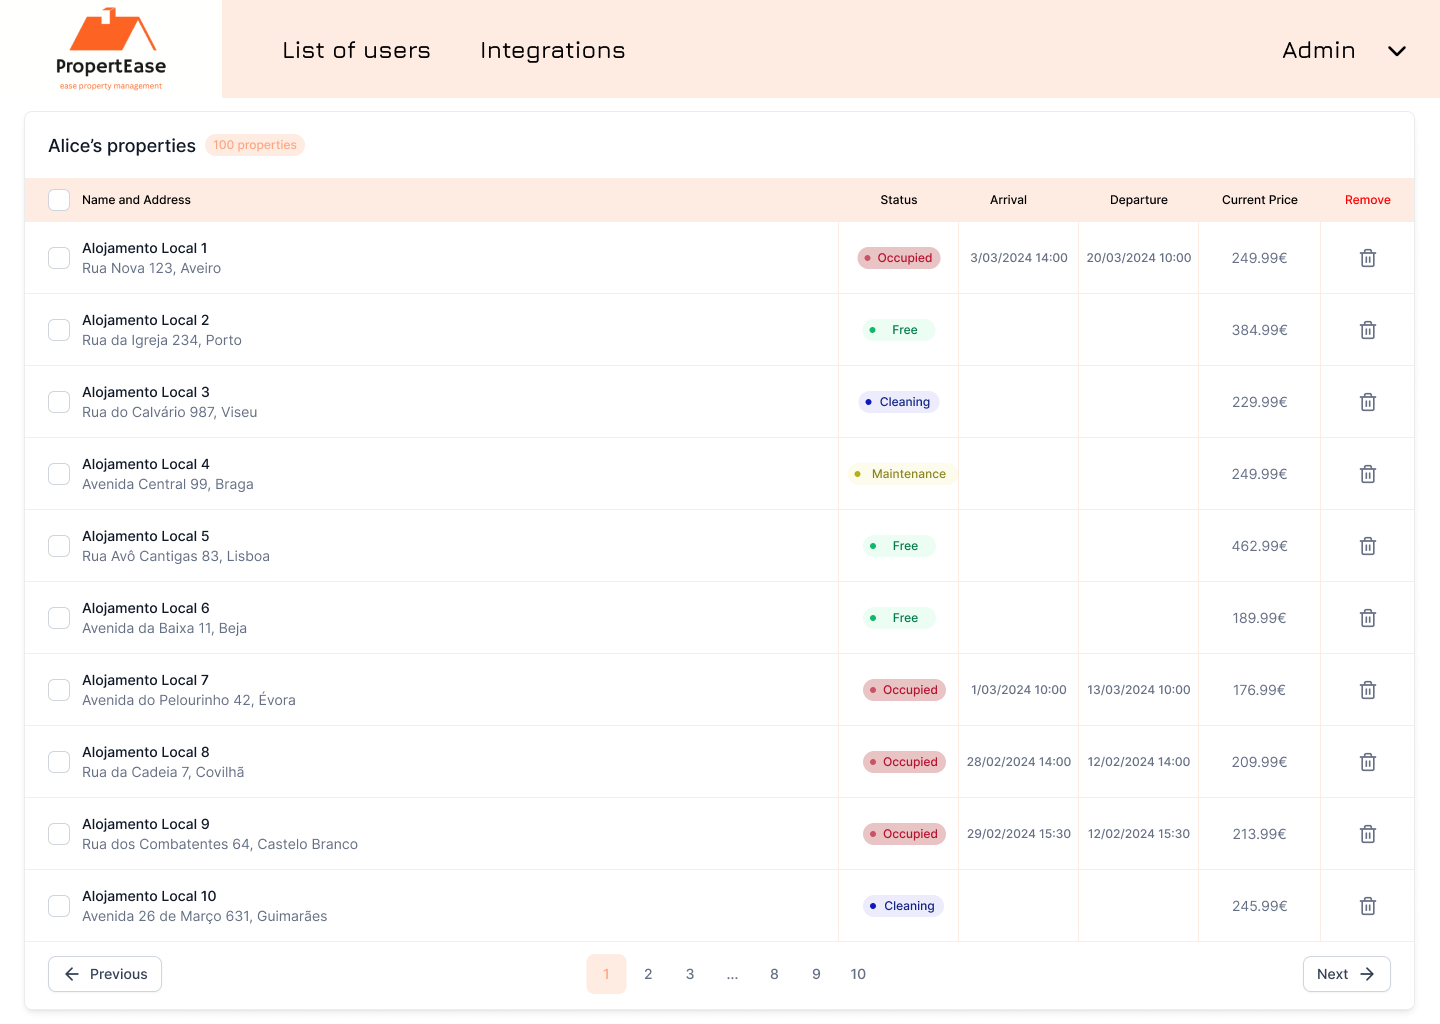 PropertEase
ease property management
List of users
Integrations
Admin
Alice’s properties
100 properties
Name and Address
Status
Arrival
Departure
Current Price
Remove
Alojamento Local 1
Rua Nova 123, Aveiro
Occupied
3/03/2024 14:00
20/03/2024 10:00
249.99€
Alojamento Local 2
Rua da Igreja 234, Porto
Free
384.99€
Alojamento Local 3
Rua do Calvário 987, Viseu
Cleaning
229.99€
Alojamento Local 4
Avenida Central 99, Braga
Maintenance
249.99€
Alojamento Local 5
Rua Avô Cantigas 83, Lisboa
Free
462.99€
Alojamento Local 6
Avenida da Baixa 11, Beja
Free
189.99€
Alojamento Local 7
Avenida do Pelourinho 42, Évora
Occupied
1/03/2024 10:00
13/03/2024 10:00
176.99€
Alojamento Local 8
Rua da Cadeia 7, Covilhã
Occupied
28/02/2024 14:00
12/02/2024 14:00
209.99€
Alojamento Local 9
Rua dos Combatentes 64, Castelo Branco
Occupied
29/02/2024 15:30
12/02/2024 15:30
213.99€
Alojamento Local 10
Avenida 26 de Março 631, Guimarães
Cleaning
245.99€
Previous
1
2
3
...
8
9
10
Next